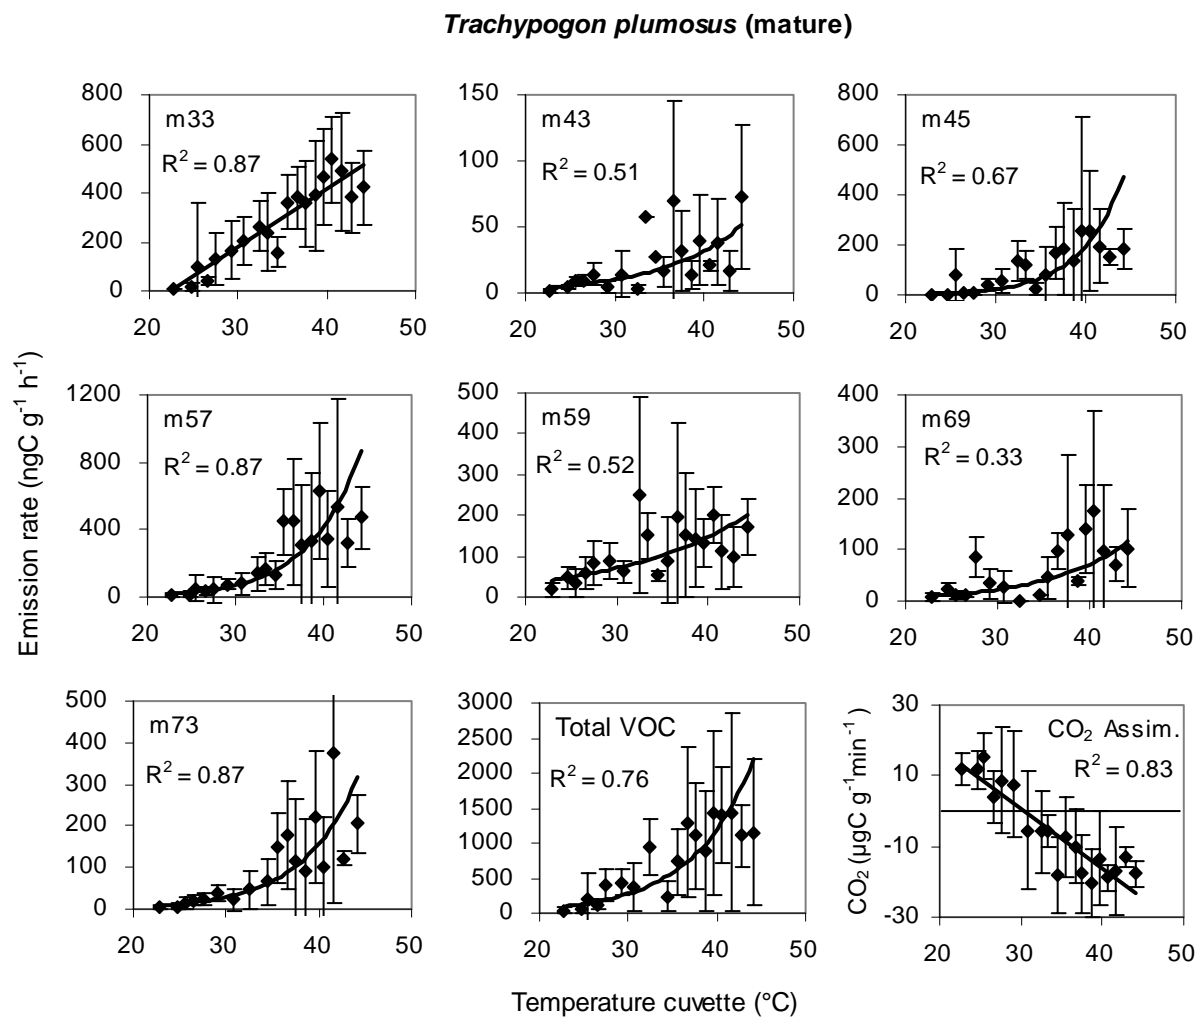 Trachypogon plumosus (mature)
Emission rate (ngC g⁻¹ h⁻¹)
800
600
400
200
0
m33
R² = 0.87
20 30 40 50
150
100
50
0
m43
R² = 0.51
20 30 40 50
800
600
400
200
0
m45
R² = 0.67
20 30 40 50
1200
800
400
0
m57
R² = 0.87
20 30 40 50
500
400
300
200
100
0
m59
R² = 0.52
20 30 40 50
400
300
200
100
0
m69
R² = 0.33
20 30 40 50
500
400
300
200
100
0
m73
R² = 0.87
20 30 40 50
3000
2500
2000
1500
1000
500
0
Total VOC
R² = 0.76
20 30 40 50
CO₂ (µgC g⁻¹min⁻¹)
30
10
-10
-30
CO₂ Assim.
R² = 0.83
20 30 40 50
Temperature cuvette (°C)